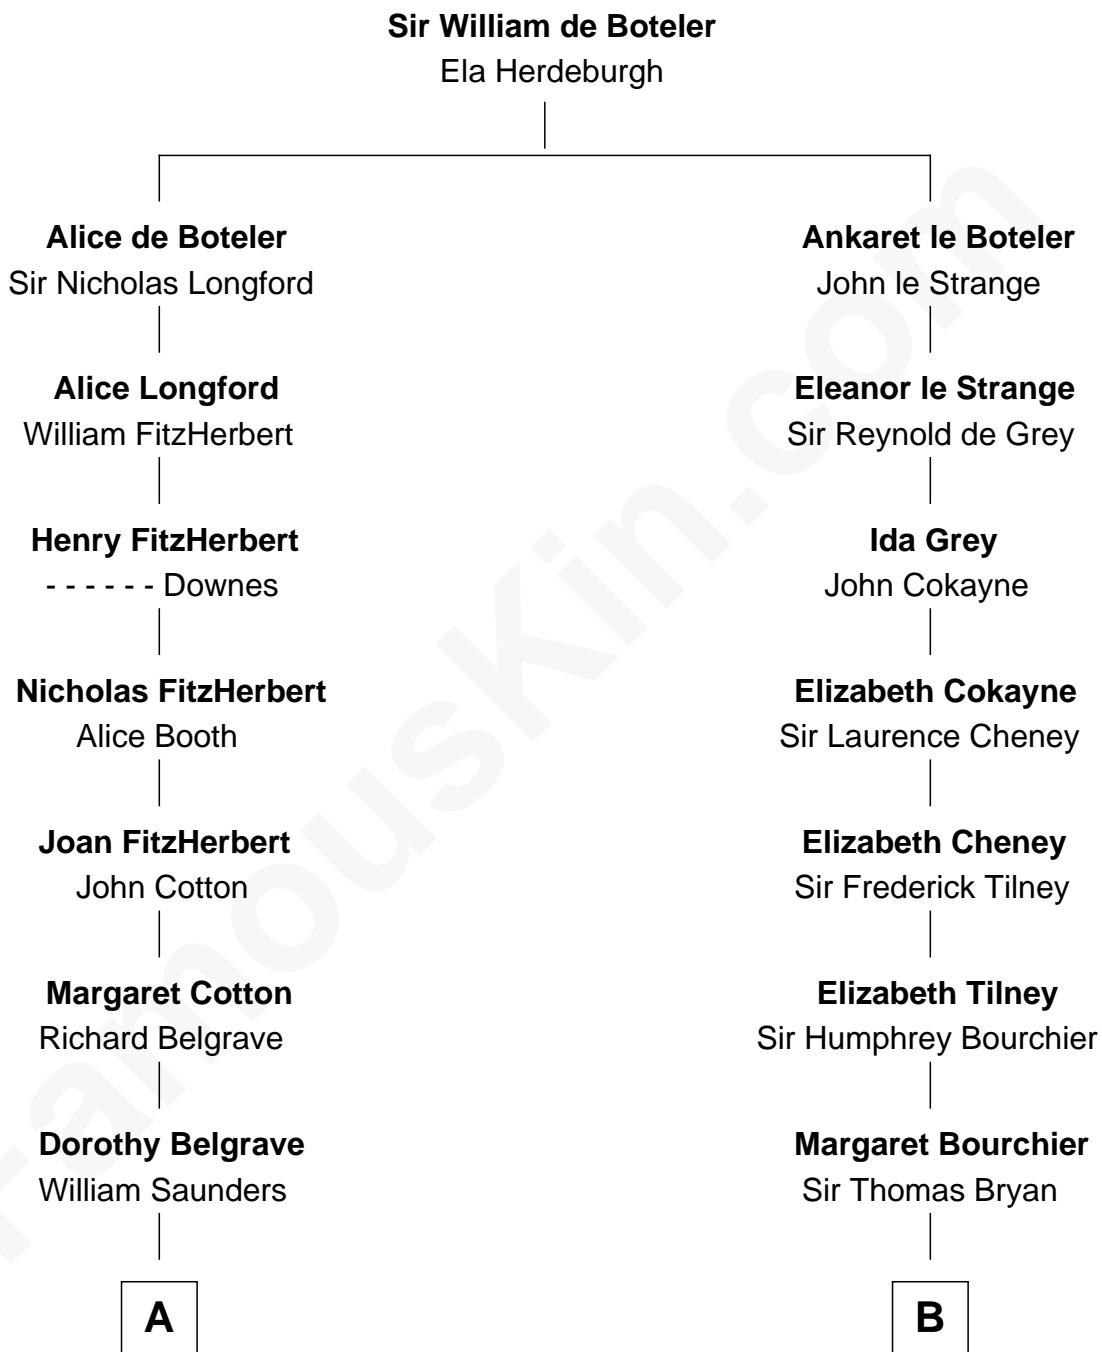 Sir William de Boteler
Ela Herdeburgh
Alice de Boteler
Sir Nicholas Longford
Alice Longford
William FitzHerbert
Henry FitzHerbert
- - - - - - Downes
Nicholas FitzHerbert
Alice Booth
Joan FitzHerbert
John Cotton
Margaret Cotton
Richard Belgrave
Dorothy Belgrave
William Saunders
A
Ankaret le Boteler
John le Strange
Eleanor le Strange
Sir Reynold de Grey
Ida Grey
John Cokayne
Elizabeth Cokayne
Sir Laurence Cheney
Elizabeth Cheney
Sir Frederick Tilney
Elizabeth Tilney
Sir Humphrey Bourchier
Margaret Bourchier
Sir Thomas Bryan
B
FamousKin.com